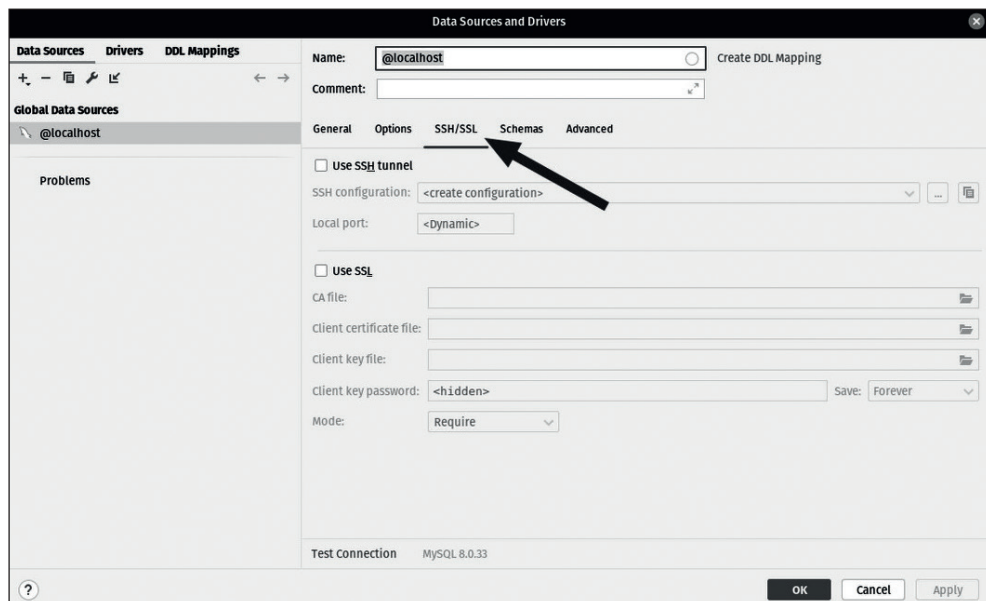 Data Sources and Drivers
Data Sources Drivers DDL Mappings
Global Data Sources
@localhost
Problems
Name: @localhost Create DDL Mapping
Comment:
General Options SSH/SSL Schemas Advanced
Use SSH tunnel
SSH configuration: <create configuration> ...
Local port: <Dynamic>
Use SSL
CA file:
Client certificate file:
Client key file:
Client key password: <hidden> Save: Forever
Mode: Require
Test Connection MySQL 8.0.33
? OK Cancel Apply